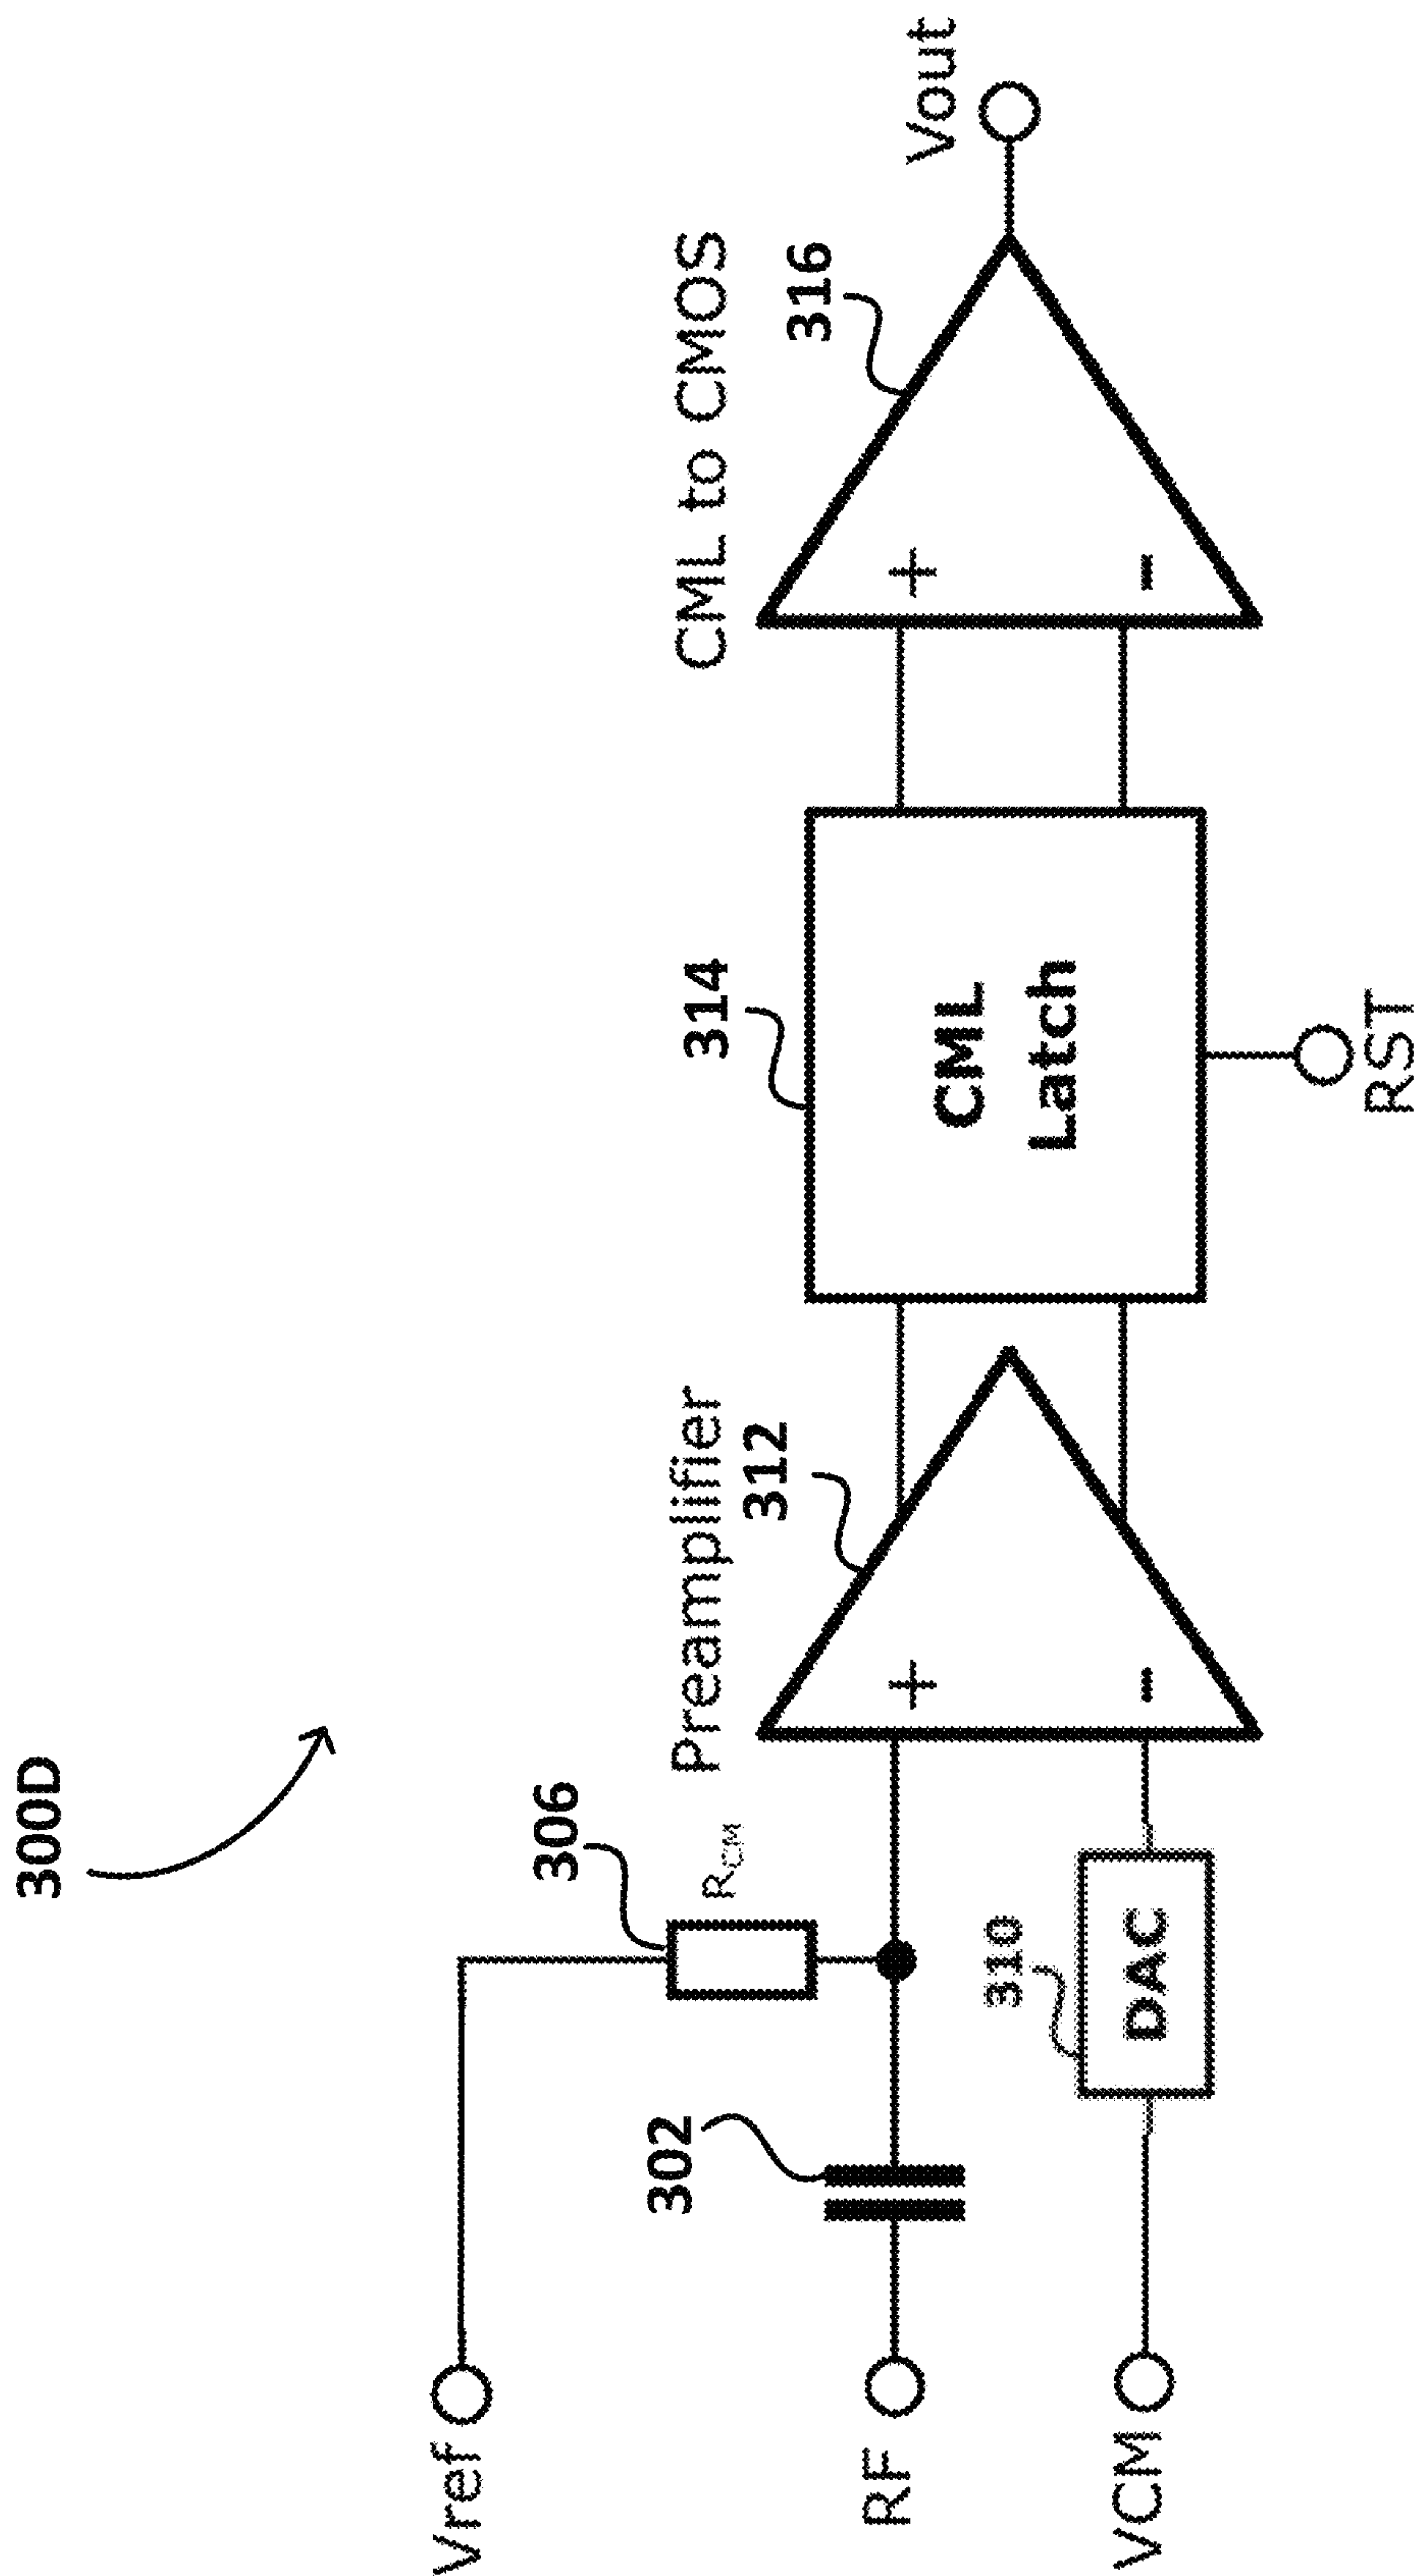 300D
Vref
306
R_CM
302
RF
VCM
310
DAC
Preamplifier
312
+
-
314
CML
Latch
RST
CML to CMOS
316
+
-
Vout